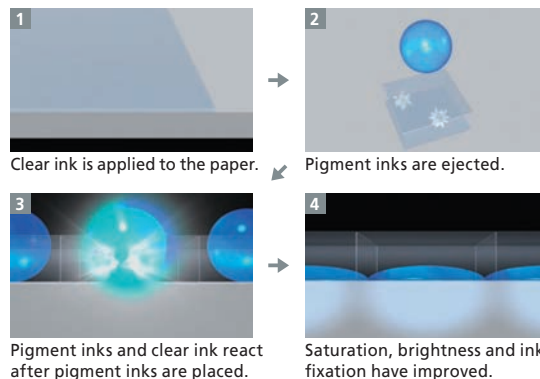 1
Clear ink is applied to the paper.
2
Pigment inks are ejected.
3
Pigment inks and clear ink react
after pigment inks are placed.
4
Saturation, brightness and ink
fixation have improved.